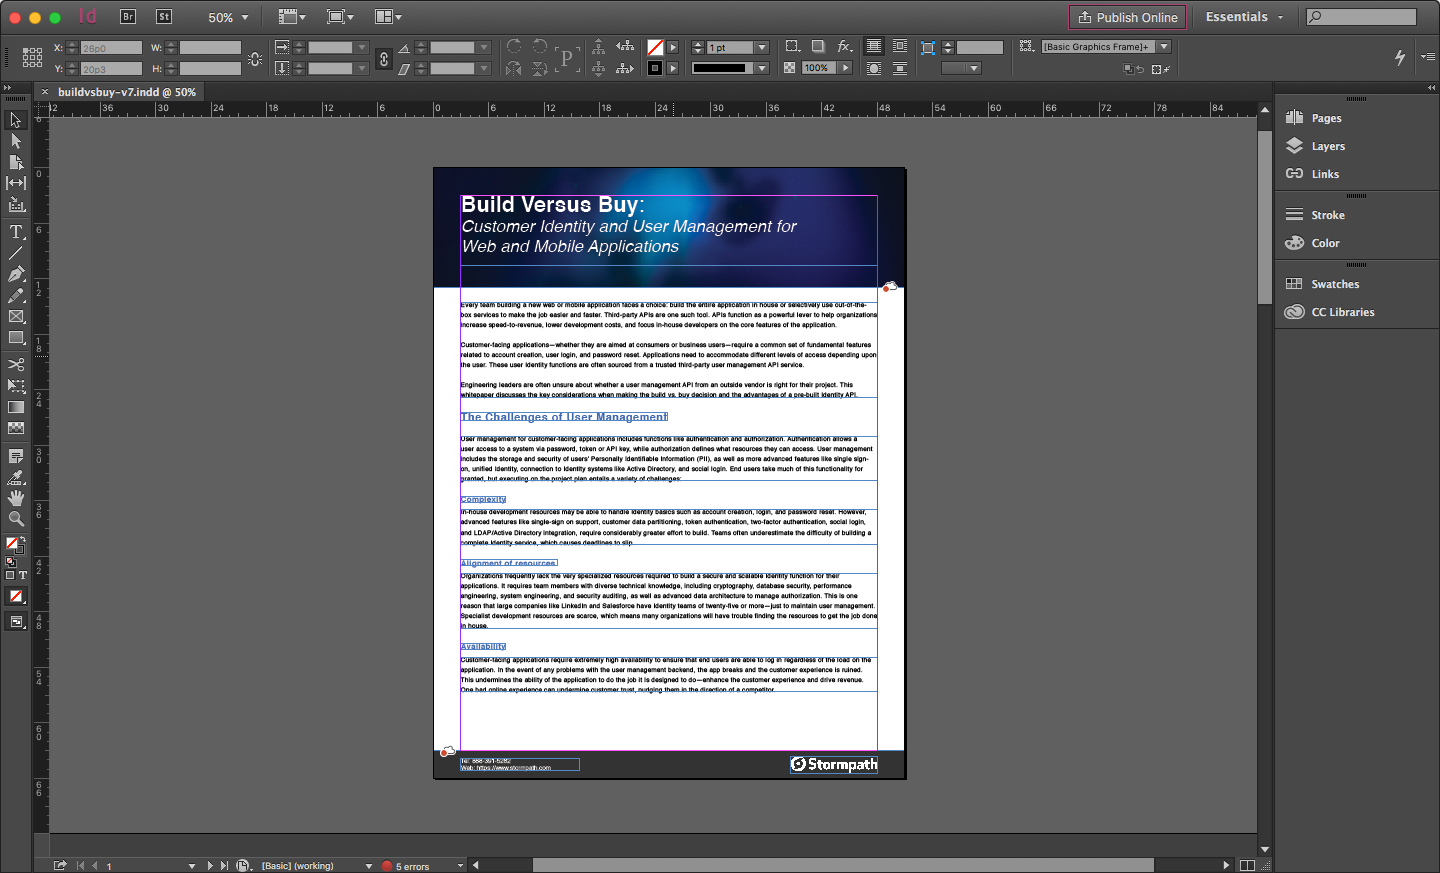 Id
Br
St
50%
Publish Online
Essentials
X:
26p0
W:
1 pt
[Basic Graphics Frame]+
Y:
20p3
H:
P
fx.
100%
buildvsbuy-v7.indd @ 50%
42 36 30 24 18 12 6 0 6 12 18 24 30 36 42 48 54 60 66 72 78 84
0
6
12
18
24
30
36
42
48
54
60
66
T
T
Pages
Layers
Links
Stroke
Color
Swatches
CC Libraries
Build Versus Buy:
Customer Identity and User Management for
Web and Mobile Applications
Every team building a new web or mobile application faces a choice: build the entire application in house or selectively use out-of-the-
box services to make the job easier and faster. Third-party APIs are one such tool. APIs function as a powerful lever to help organizations
increase speed-to-revenue, lower development costs, and focus in-house developers on the core features of the application.
Customer-facing applications—whether they are aimed at consumers or business users—require a common set of fundamental features
related to account creation, user login, and password reset. Applications need to accommodate different levels of access depending upon
the user. These user identity functions are often sourced from a trusted third-party user management API service.
Engineering leaders are often unsure about whether a user management API from an outside vendor is right for their project. This
whitepaper discusses the key considerations when making the build vs. buy decision and the advantages of a pre-built Identity API.
The Challenges of User Management
User management for customer-facing applications includes functions like authentication and authorization. Authentication allows a
user access to a system via password, token or API key, while authorization defines what resources they can access. User management
includes the storage and security of users' Personally Identifiable Information (PII), as well as more advanced features like single sign-
on, unified identity, connection to identity systems like Active Directory, and social login. End users take much of this functionality for
granted, but executing on the project plan entails a variety of challenges:
Complexity
In-house development resources may be able to handle identity basics such as account creation, login, and password reset. However,
advanced features like single-sign on support, customer data partitioning, token authentication, two-factor authentication, social login,
and LDAP/Active Directory integration, require considerably greater effort to build. Teams often underestimate the difficulty of building a
complete identity service, which causes deadlines to slip.
Alignment of resources
Organizations frequently lack the very specialized resources required to build a secure and scalable identity function for their
applications. It requires team members with diverse technical knowledge, including cryptography, database security, performance
engineering, system engineering, and security auditing, as well as advanced data architecture to manage authorization. This is one
reason that large companies like LinkedIn and Salesforce have identity teams of twenty-five or more—just to maintain user management.
Specialist development resources are scarce, which means many organizations will have trouble finding the resources to get the job done
in house.
Availability
Customer-facing applications require extremely high availability to ensure that end users are able to log in regardless of the load on the
application. In the event of any problems with the user management backend, the app breaks and the customer experience is ruined.
This undermines the ability of the application to do the job it is designed to do—enhance the customer experience and drive revenue.
One bad online experience can undermine customer trust, nudging them in the direction of a competitor.
Tel: 888-391-5282
Web: https://www.stormpath.com
Stormpath
1
[Basic] (working)
5 errors